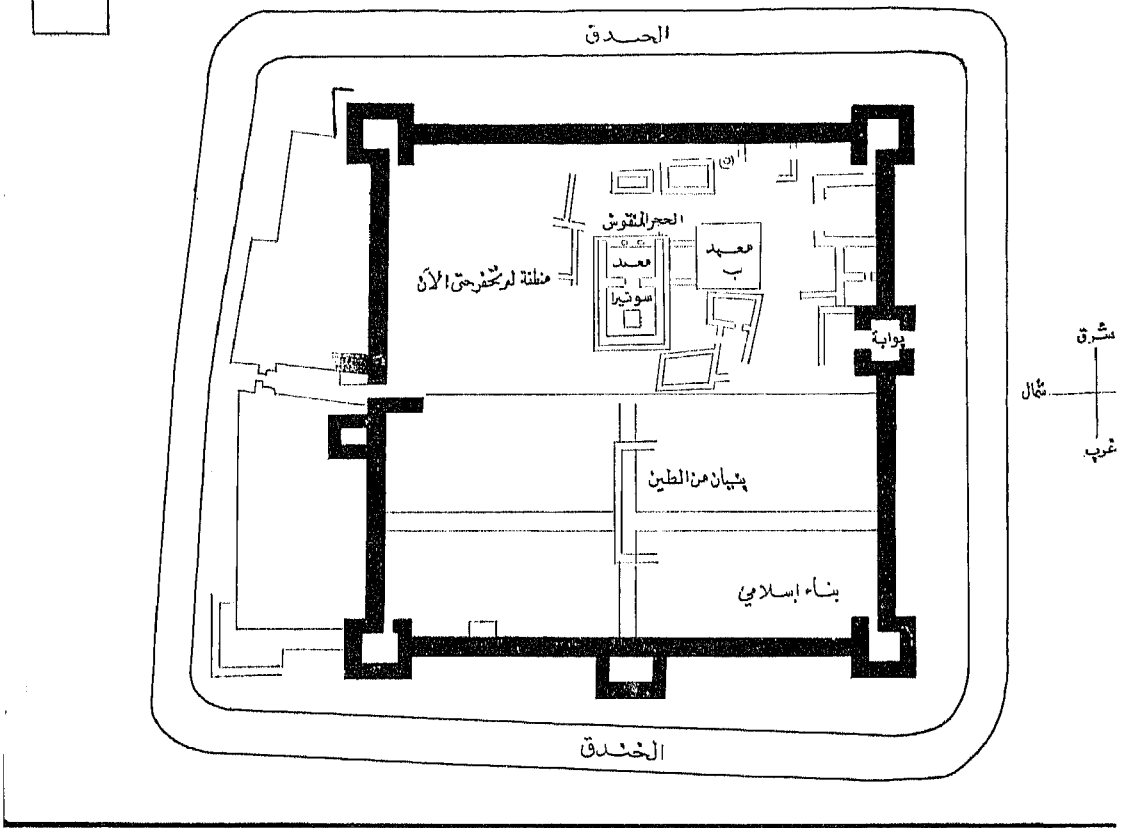 الخندق
الحجر المنقوش
معبد
ب
معبد
سوتيرا
منطقة لم تحفر حتى الآن
بوابة
شرق
شمال
غرب
بنيان من الطين
بناء إسلامي
الخندق